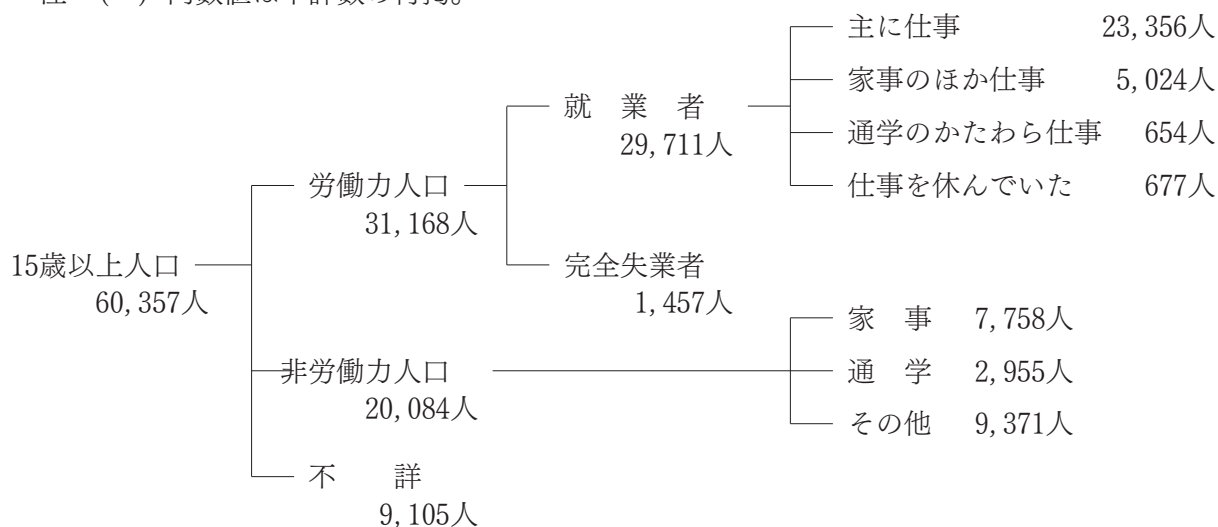 主に仕事 23,356人
家事のほか仕事 5,024人
就業者
通学のかたわら仕事 654人
29,711人
労働力人口
仕事を休んでいた 677人
31,168人
15歳以上人口
完全失業者
60,357人
1,457人
家事 7,758人
非労働力人口
通学 2,955人
20,084人
その他 9,371人
不詳
9,105人